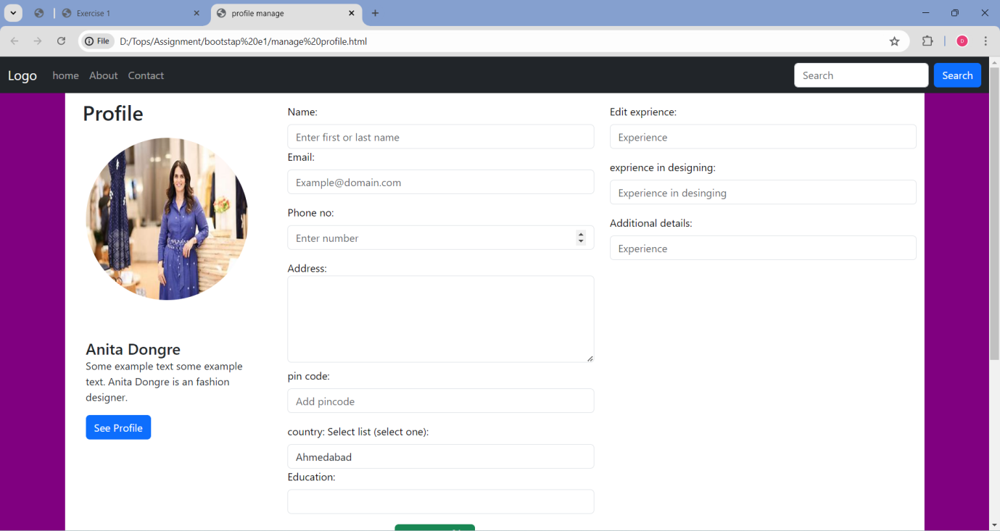 Exercise 1
profile manage
File
D:/Tops/Assignment/bootstap%20e1/manage%20profile.html
D
Logo
home
About
Contact
Search
Search
Profile
Anita Dongre
Some example text some example
text. Anita Dongre is an fashion
designer.
See Profile
Name:
Enter first or last name
Email:
Example@domain.com
Phone no:
Enter number
Address:
pin code:
Add pincode
country: Select list (select one):
Ahmedabad
Education:
Edit exprience:
Experience
exprience in designing:
Experience in desinging
Additional details:
Experience